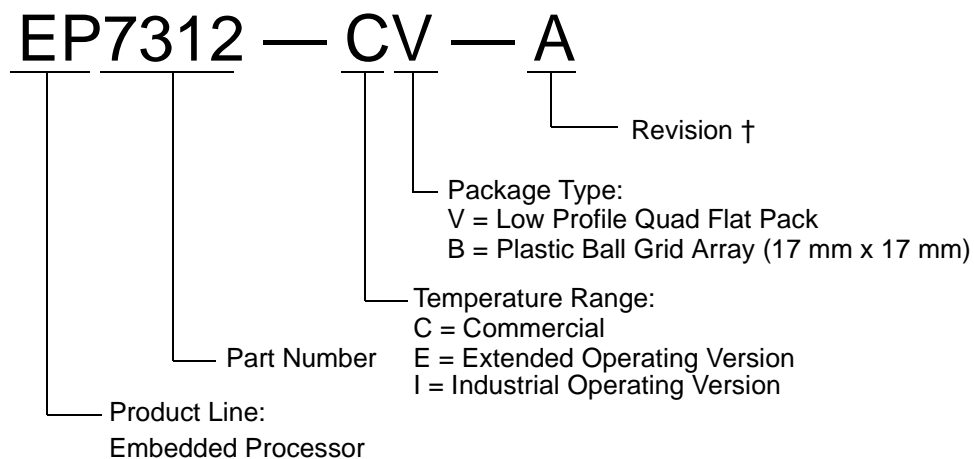 EP7312 — CV — A
Revision †
Package Type:
V = Low Profile Quad Flat Pack
B = Plastic Ball Grid Array (17 mm x 17 mm)
Temperature Range:
C = Commercial
E = Extended Operating Version
I = Industrial Operating Version
Part Number
Product Line:
Embedded Processor